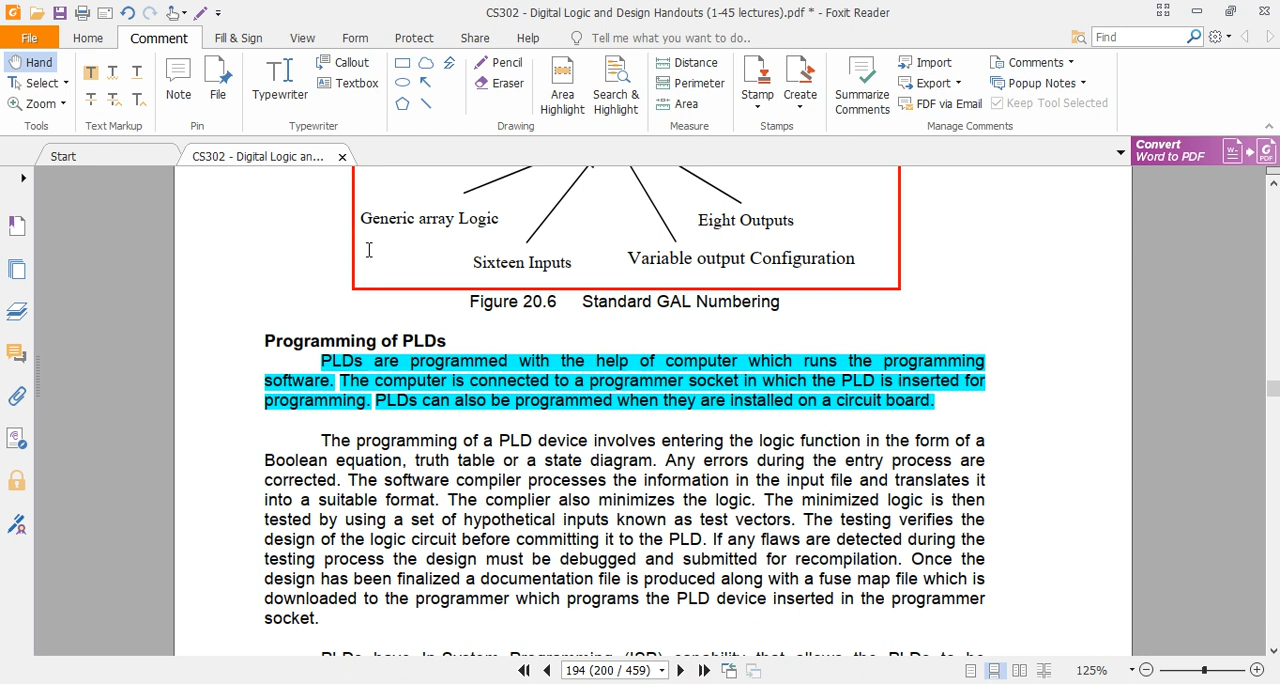 CS302 - Digital Logic and Design Handouts (1-45 lectures).pdf * - Foxit Reader
File Home Comment Fill & Sign View Form Protect Share Help Tell me what you want to do.. Find
Hand
Select
Zoom
Tools
Text Markup
Note
File
Pin
Typewriter
Callout
Textbox
Typewriter
Pencil
Eraser
Area Highlight
Search & Highlight
Drawing
Distance
Perimeter
Area
Measure
Stamp
Create
Stamps
Summarize Comments
Import
Export
FDF via Email
Comments
Popup Notes
Keep Tool Selected
Manage Comments
Start
CS302 - Digital Logic an...
Convert
Word to PDF
Generic array Logic
Eight Outputs
Sixteen Inputs
Variable output Configuration
Figure 20.6 Standard GAL Numbering
Programming of PLDs
PLDs are programmed with the help of computer which runs the programming
software. The computer is connected to a programmer socket in which the PLD is inserted for
programming. PLDs can also be programmed when they are installed on a circuit board.
The programming of a PLD device involves entering the logic function in the form of a
Boolean equation, truth table or a state diagram. Any errors during the entry process are
corrected. The software compiler processes the information in the input file and translates it
into a suitable format. The complier also minimizes the logic. The minimized logic is then
tested by using a set of hypothetical inputs known as test vectors. The testing verifies the
design of the logic circuit before committing it to the PLD. If any flaws are detected during the
testing process the design must be debugged and submitted for recompilation. Once the
design has been finalized a documentation file is produced along with a fuse map file which is
downloaded to the programmer which programs the PLD device inserted in the programmer
socket.
PLDs have In-System Programming (ISP) capability that allows the PLDs to be
194 (200 / 459)
125%